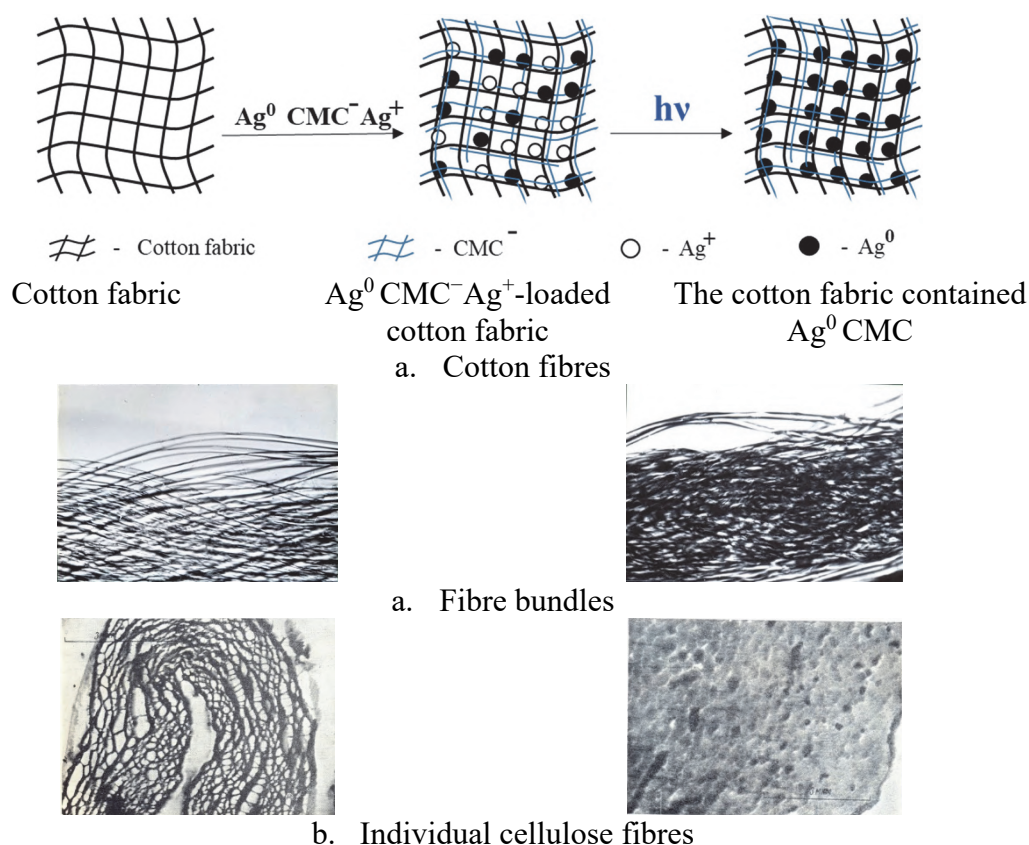 Ag⁰ CMC⁻Ag⁺
hν
- Cotton fabric
- CMC⁻
- Ag⁺
- Ag⁰
Cotton fabric
Ag⁰ CMC⁻Ag⁺-loaded
cotton fabric
The cotton fabric contained
Ag⁰ CMC
a. Cotton fibres
a. Fibre bundles
b. Individual cellulose fibres